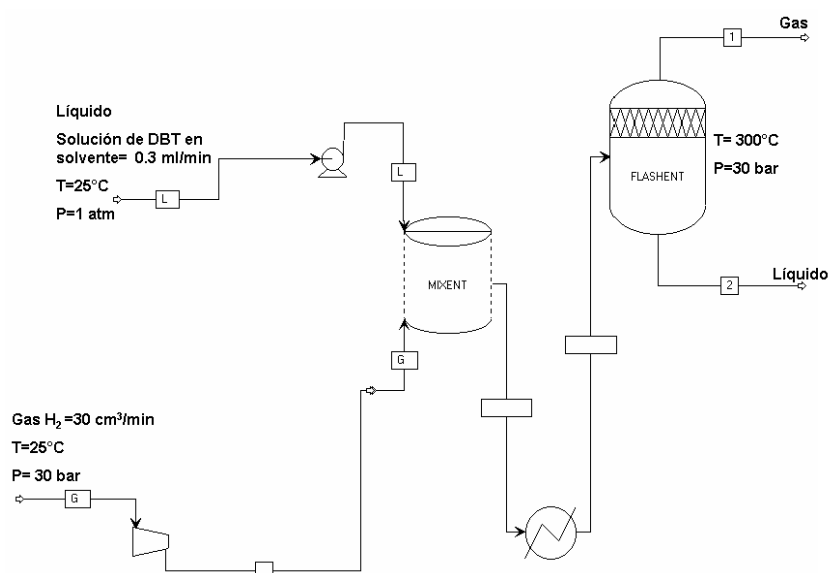 Gas
1
Líquido
Solución de DBT en
solvente= 0.3 ml/min
T=25°C
P=1 atm
L
L
T= 300°C
P=30 bar
FLASHENT
MIXENT
2
Líquido
G
Gas H₂ =30 cm³/min
T=25°C
P= 30 bar
G